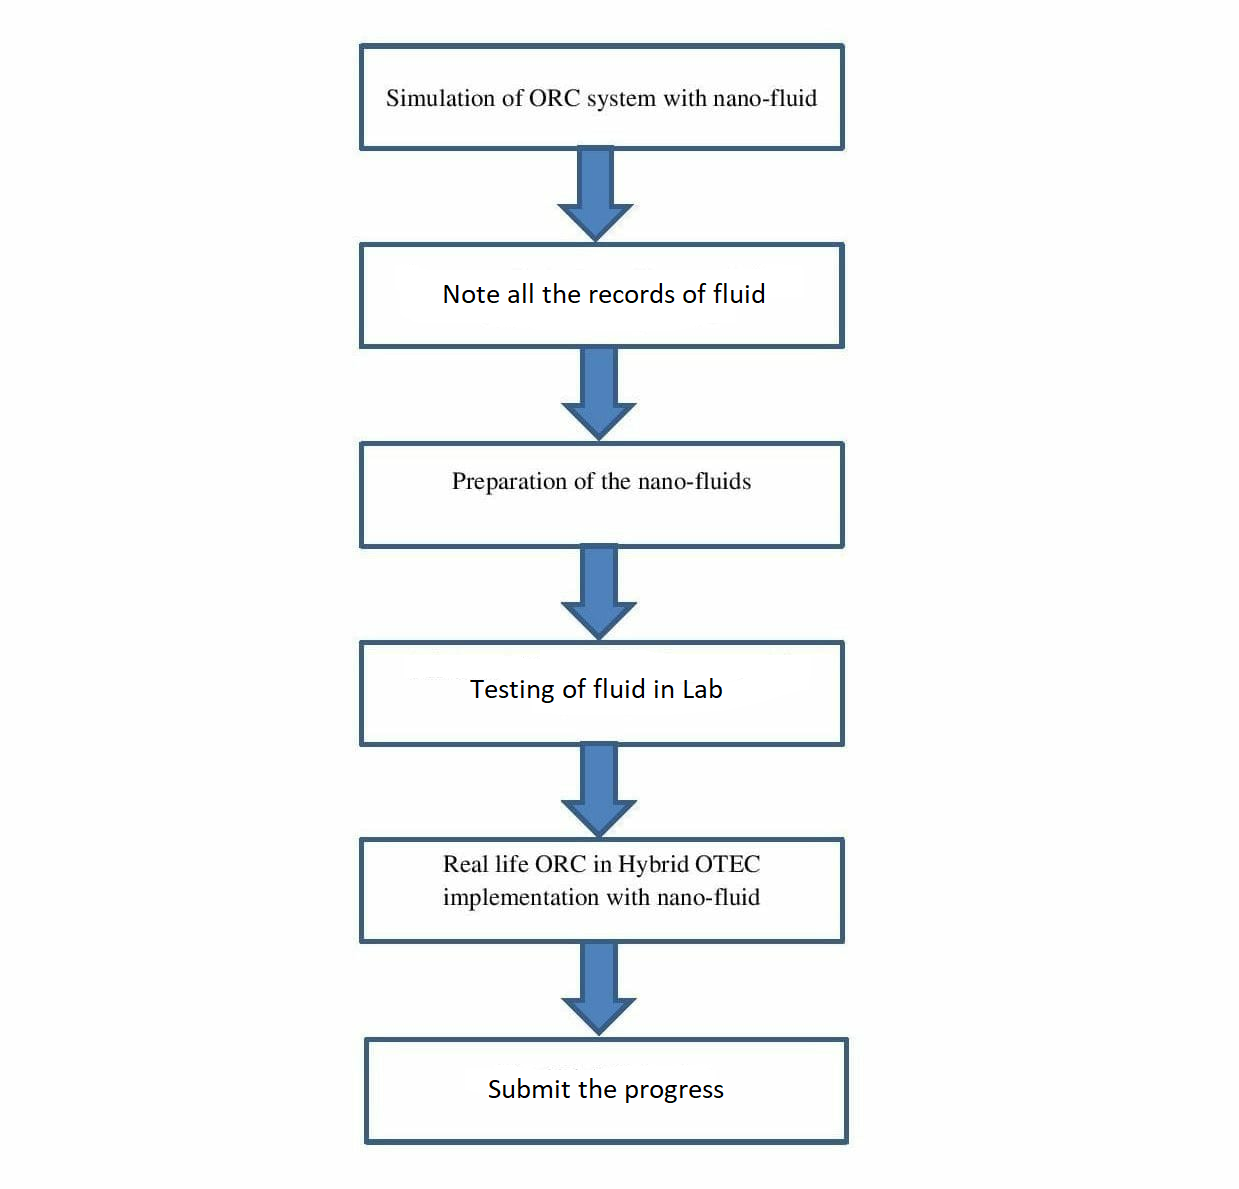 Simulation of ORC system with nano-fluid
Note all the records of fluid
Preparation of the nano-fluids
Testing of fluid in Lab
Real life ORC in Hybrid OTEC
implementation with nano-fluid
Submit the progress